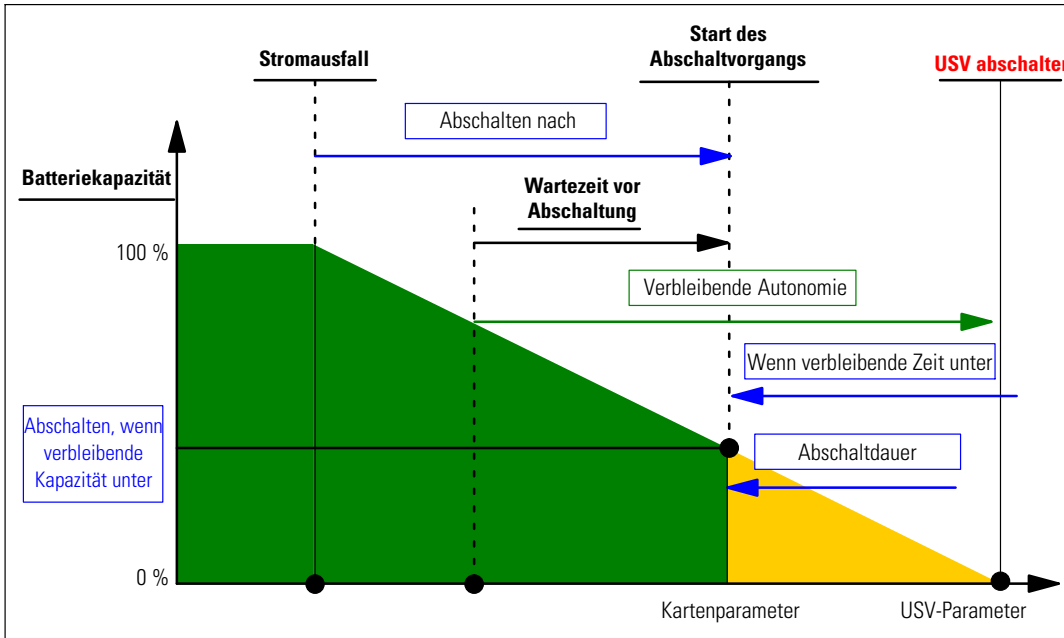 Stromausfall
Start des
Abschaltvorgangs
USV abschalten
Abschalten nach
Batteriekapazität
Wartezeit vor
Abschaltung
100 %
Verbleibende Autonomie
Wenn verbleibende Zeit unter
Abschalten, wenn
verbleibende
Kapazität unter
Abschaltdauer
0 %
Kartenparameter
USV-Parameter